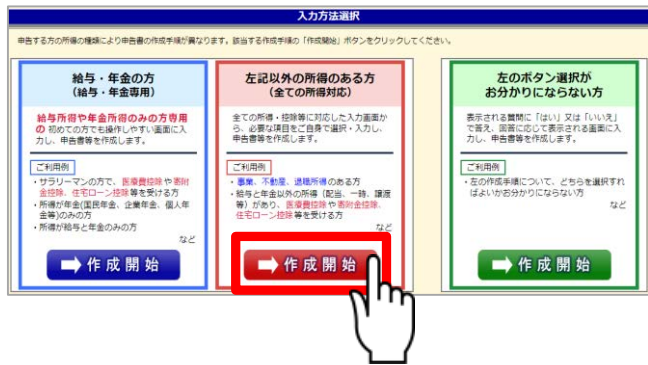 入力方法選択
申告する方の所得の種類により申告書の作成手順が異なります。該当する作成手順の「作成開始」ボタンをクリックしてください。
給与・年金の方
（給与・年金専用）
給与所得や年金所得のみの方専用
の 初めての方でも操作しやすい画面に入
力し、申告書等を作成します。
ご利用例
・サラリーマンの方で、医療費控除や寄附
金控除、住宅ローン控除等を受ける方
・所得が年金(国民年金、企業年金、個人年
金等)のみの方
・所得が給与と年金のみの方
など
作成開始
左記以外の所得のある方
（全ての所得対応）
全ての所得・控除等に対応した入力画面か
ら、必要な項目をご自身で選択・入力し、
申告書等を作成します。
ご利用例
・事業、不動産、退職所得のある方
・給与と年金以外の所得（配当、一時、譲渡
等）があり、医療費控除や寄附金控除、
住宅ローン控除等を受ける方
など
作成開始
左のボタン選択が
お分かりにならない方
表示される質問に「はい」又は「いいえ」
で答え、回答に応じて表示される画面に入
力し、申告書等を作成します。
ご利用例
・左の作成手順について、どちらを選択すれ
ばよいかお分かりにならない方
など
作成開始